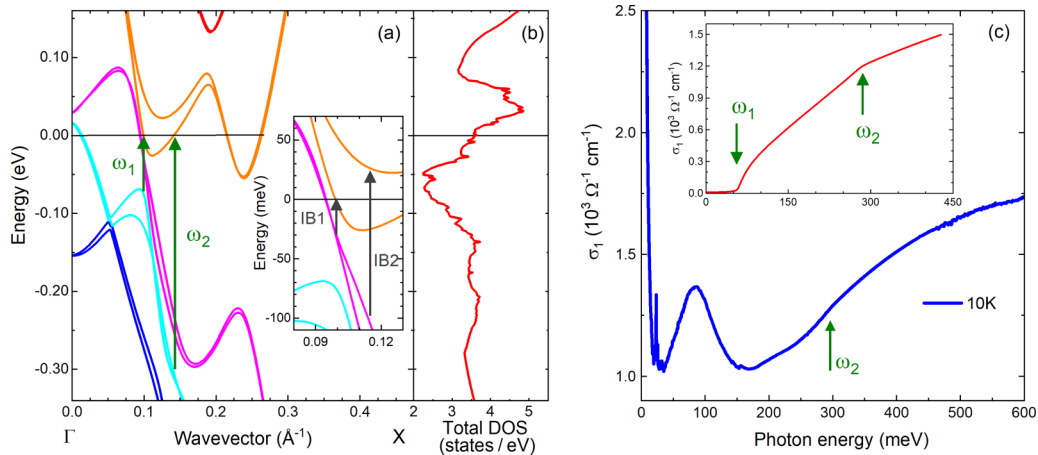 (a)
0.10
0.00
-0.10
-0.20
-0.30
Energy (eV)
ω1
ω2
0.0
0.1
0.2
0.3
Γ
Wavevector (Å-1)
X
50
0
-50
-100
Energy (meV)
IB1
IB2
0.09
0.12
(b)
2
3
4
5
Total DOS
(states / eV)
(c)
2.5
2.0
1.5
1.0
σ1 (10³ Ω-1 cm-1)
0
100
200
300
400
500
600
Photon energy (meV)
10K
ω2
1.5
1.2
0.9
0.6
0.3
0.0
σ1 (10³ Ω-1 cm-1)
ω1
ω2
0
150
300
450